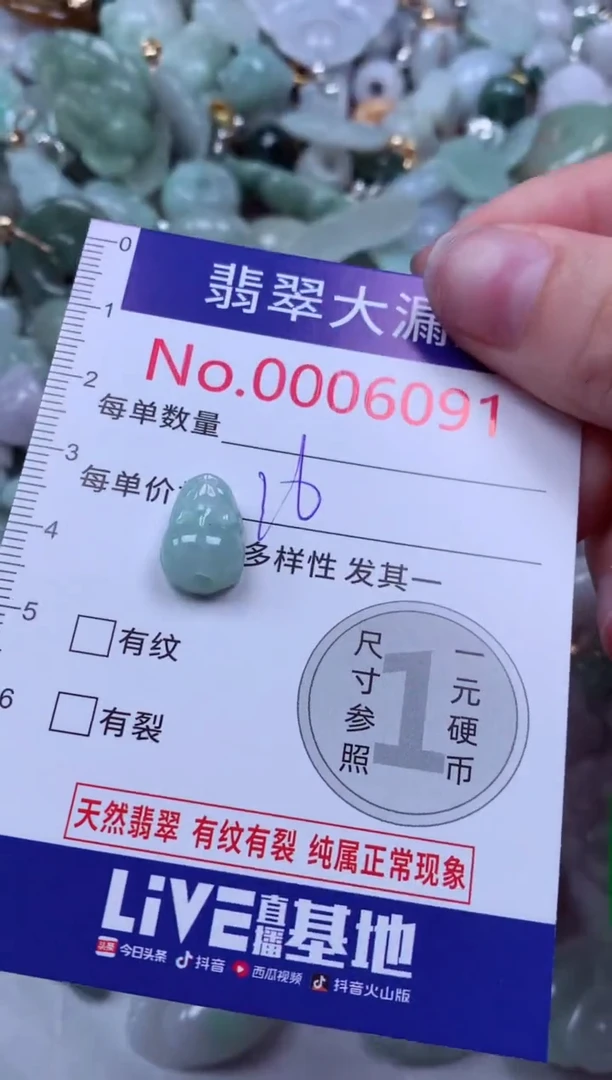 0
翡翠大漏
1
No.0006091
2
每单数量
3
每单价
16
4
多样性 发其一
5
有纹
尺寸参照
1
一元硬币
6
有裂
天然翡翠 有纹有裂 纯属正常现象
LiVE直播基地
头条 今日头条 抖音 西瓜视频 抖音火山版